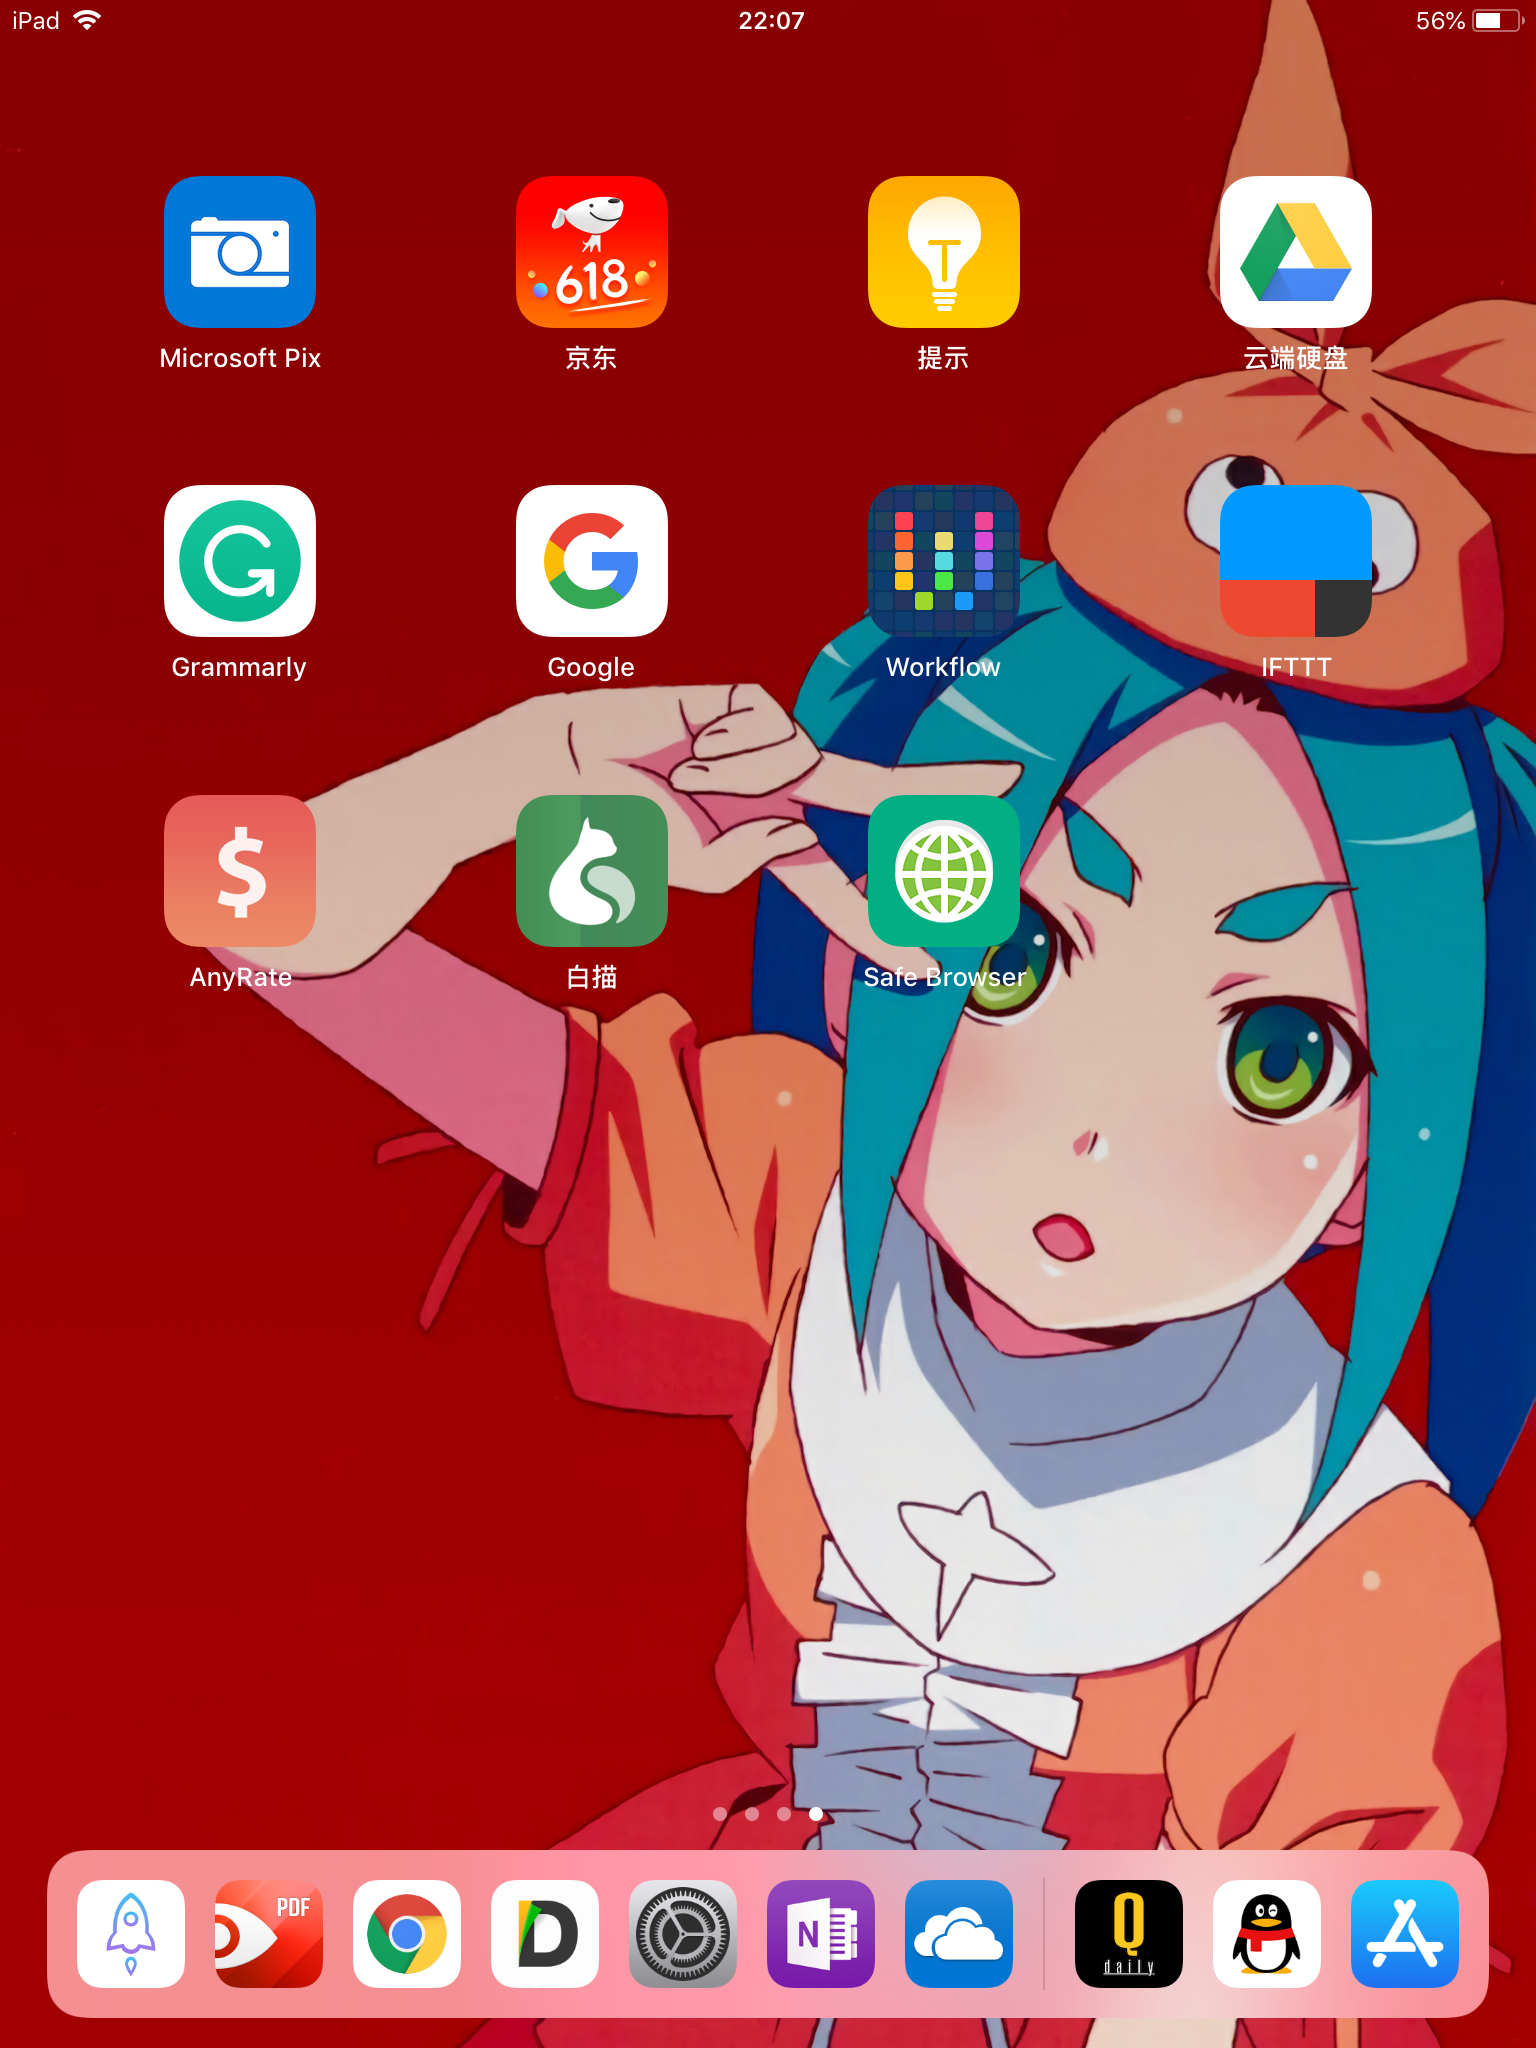 iPad
22:07
56%
618
Microsoft Pix
京东
提示
云端硬盘
Grammarly
Google
Workflow
IFTTT
$
AnyRate
白描
Safe Browser
PDF
D
N
Q
daily